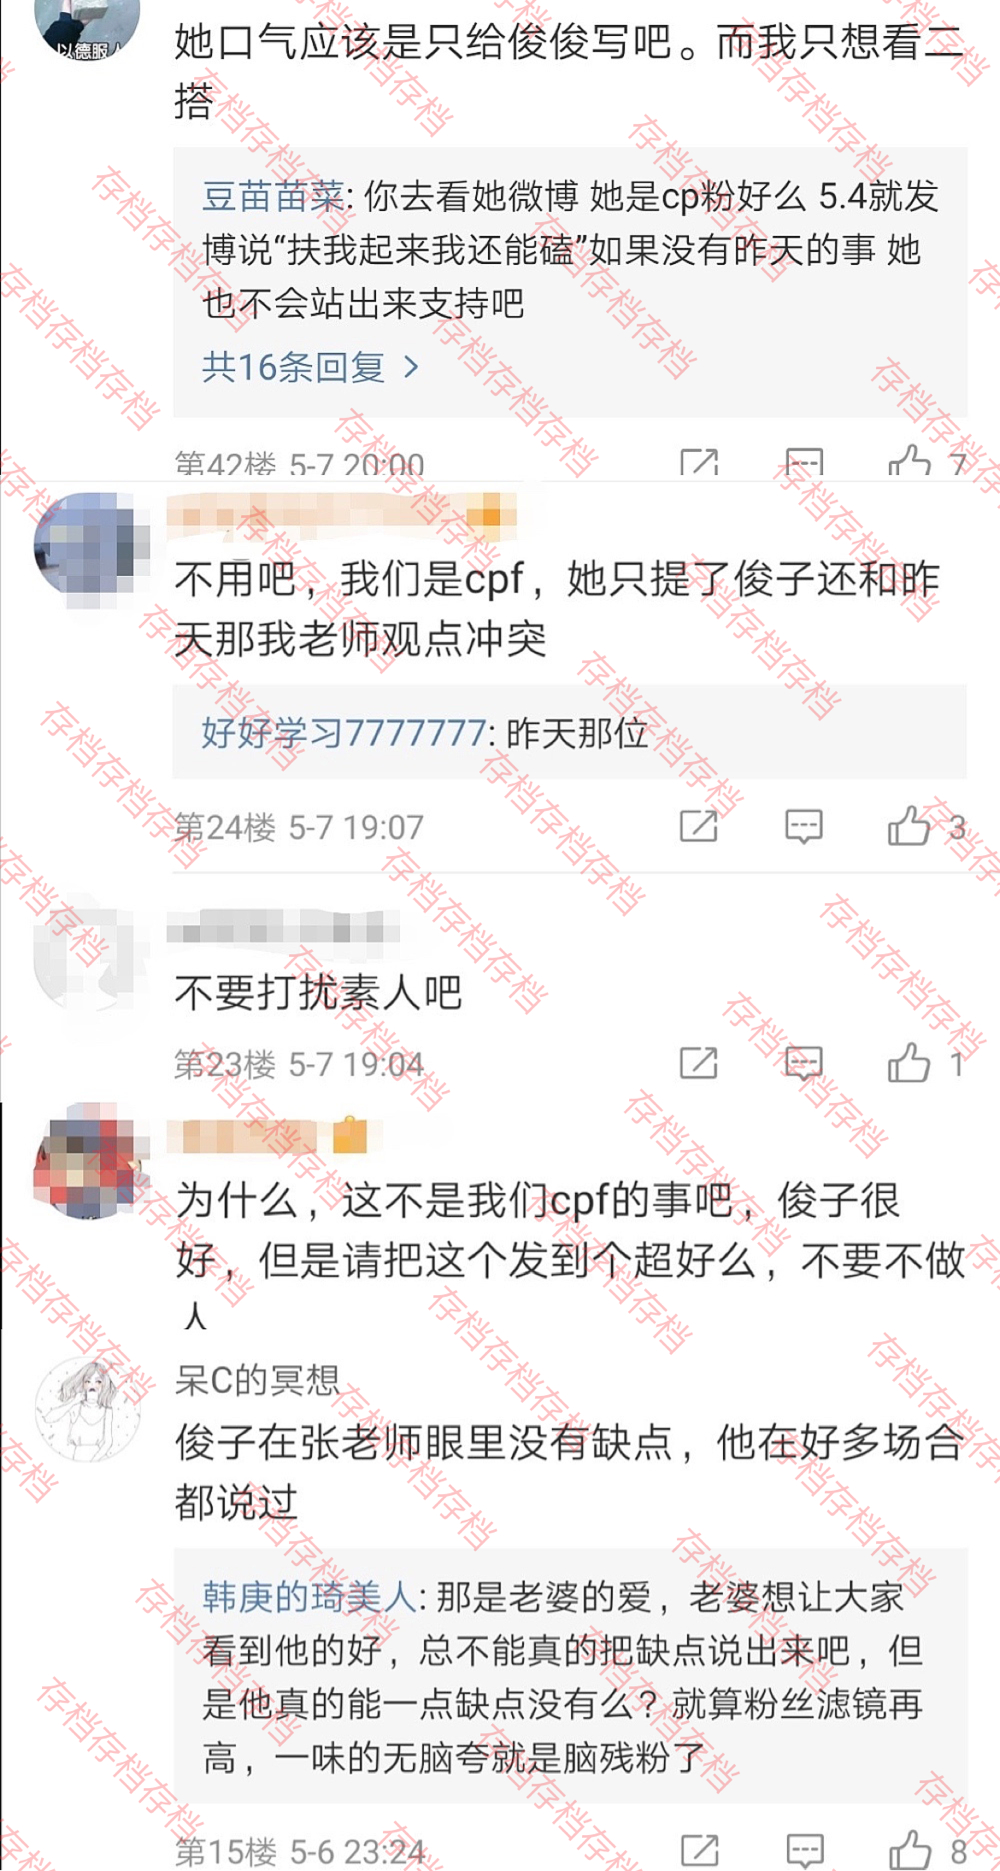 以德服人
她口气应该是只给俊俊写吧。而我只想看二
搭
豆苗苗菜: 你去看她微博 她是cp粉好么 5.4就发
博说“扶我起来我还能磕”如果没有昨天的事 她
也不会站出来支持吧
共16条回复 >
第42楼 5-7 20:00
7
不用吧，我们是cpf，她只提了俊子还和昨
天那我老师观点冲突
好好学习7777777: 昨天那位
第24楼 5-7 19:07
3
不要打扰素人吧
第23楼 5-7 19:04
1
为什么，这不是我们cpf的事吧，俊子很
好，但是请把这个发到个超好么，不要不做
人
呆C的冥想
俊子在张老师眼里没有缺点，他在好多场合
都说过
韩庚的琦美人: 那是老婆的爱，老婆想让大家
看到他的好，总不能真的把缺点说出来吧，但
是他真的能一点缺点没有么？就算粉丝滤镜再
高，一味的无脑夸就是脑残粉了
第15楼 5-6 23:24
8
存档存档存档